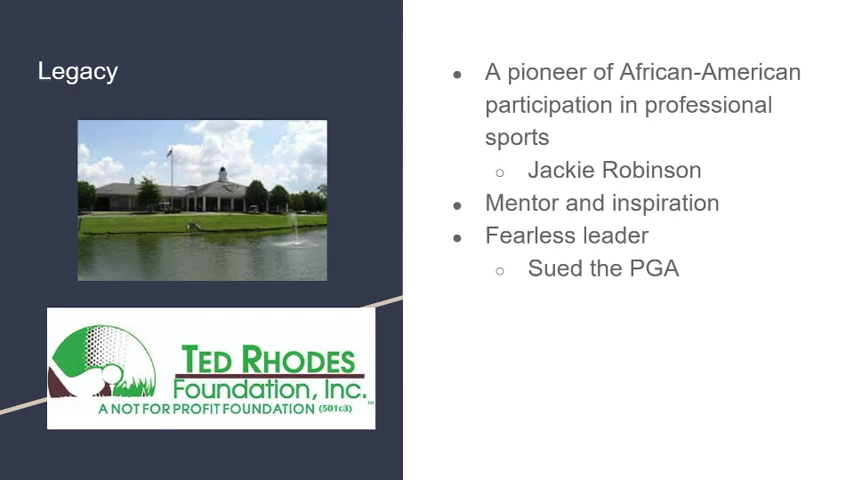 Legacy
TED RHODES
Foundation, Inc.™
A NOT FOR PROFIT FOUNDATION (501c3)
● A pioneer of African-American
participation in professional
sports
○ Jackie Robinson
● Mentor and inspiration
● Fearless leader
○ Sued the PGA